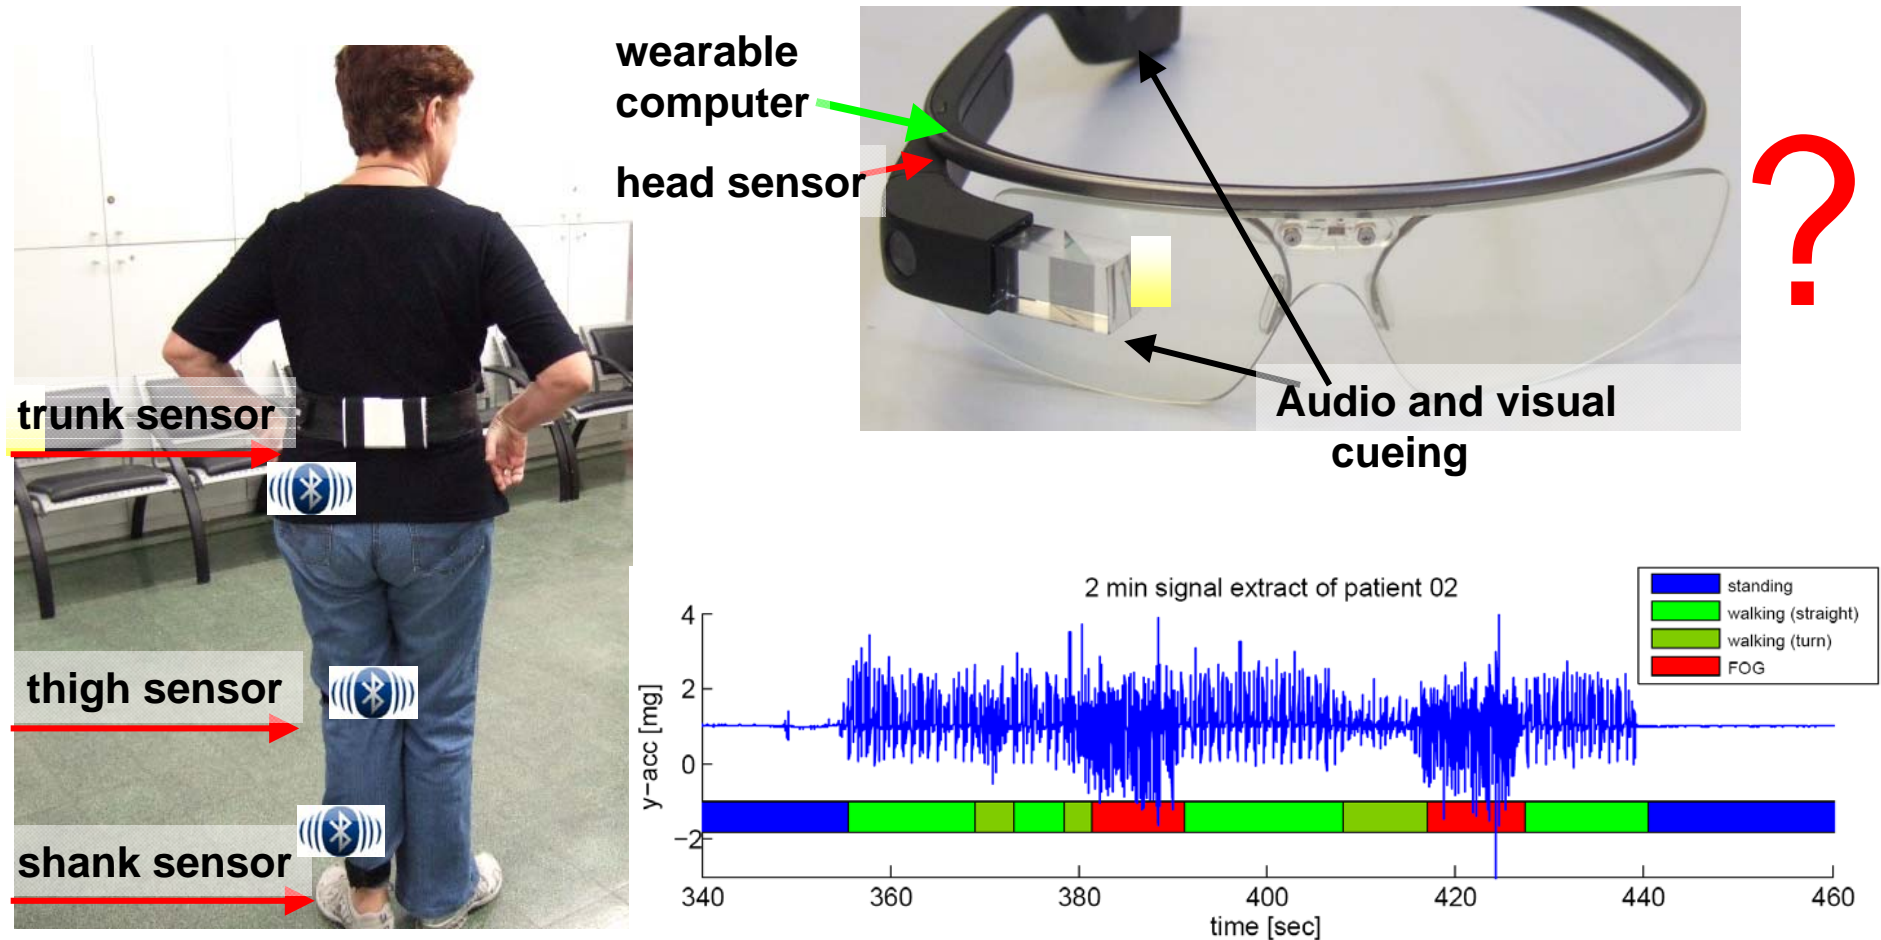 wearable
computer
head sensor
?
Audio and visual
cueing
trunk sensor
thigh sensor
shank sensor
2 min signal extract of patient 02
standing
walking (straight)
walking (turn)
FOG
y-acc [mg]
4
2
0
-2
340 360 380 400 420 440 460
time [sec]